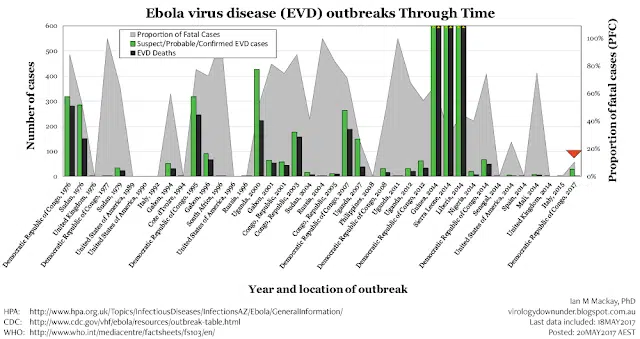 Ebola virus disease (EVD) outbreaks Through Time
Proportion of Fatal Cases
Suspect/Probable/Confirmed EVD cases
EVD Deaths
Number of cases
600
500
400
300
200
100
0
Proportion of fatal cases (PFC)
100%
80%
60%
40%
20%
0%
Democratic Republic of Congo, 1976
Sudan, 1976
United Kingdom, 1976
Democratic Republic of Congo, 1977
Sudan, 1979
United States of America, 1989
United States of America, 1990
Italy, 1992
Gabon, 1994
Cote d'Ivoire, 1994
Democratic Republic of Congo, 1995
Gabon, 1996
South Africa, 1996
United States of America, 1996
Russia, 1996
Uganda, 2000
Gabon, 2001
Congo, Republic, 2001
Congo, Republic, 2003
Sudan, 2004
Russia, 2004
Congo, Republic, 2005
Democratic Republic of Congo, 2007
Uganda, 2007
Philippines, 2008
Democratic Republic of Congo, 2008
Uganda, 2011
Uganda, 2012
Democratic Republic of Congo, 2012
Guinea, 2014
Sierra Leone, 2014
Liberia, 2014
Nigeria, 2014
Democratic Republic of Congo, 2014
Senegal, 2014
United States of America, 2014
Spain, 2014
Mali, 2014
United Kingdom, 2014
Italy,
Democratic Republic of Congo, 2017
Year and location of outbreak
Ian M Mackay, PhD
HPA: http://www.hpa.org.uk/Topics/InfectiousDiseases/InfectionsAZ/Ebola/GeneralInformation/
virologydownunder.blogspot.com.au
CDC: http://www.cdc.gov/vhf/ebola/resources/outbreak-table.html
Last data included: 18MAY2017
WHO: http://www.who.int/mediacentre/factsheets/fs103/en/
Posted: 20MAY2017 AEST